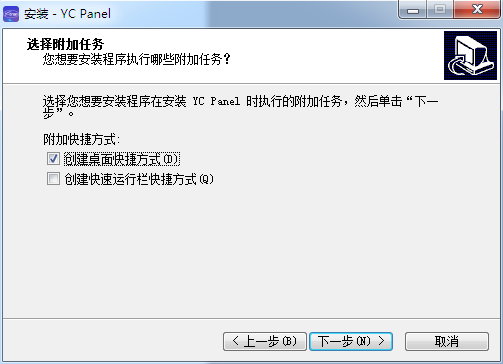 安装 - YC Panel
选择附加任务
您想要安装程序执行哪些附加任务?
选择您想要安装程序在安装 YC Panel 时执行的附加任务，然后单击“下一
步”。
附加快捷方式:
创建桌面快捷方式(D)
创建快速运行栏快捷方式(Q)
< 上一步(B)
下一步(N) >
取消